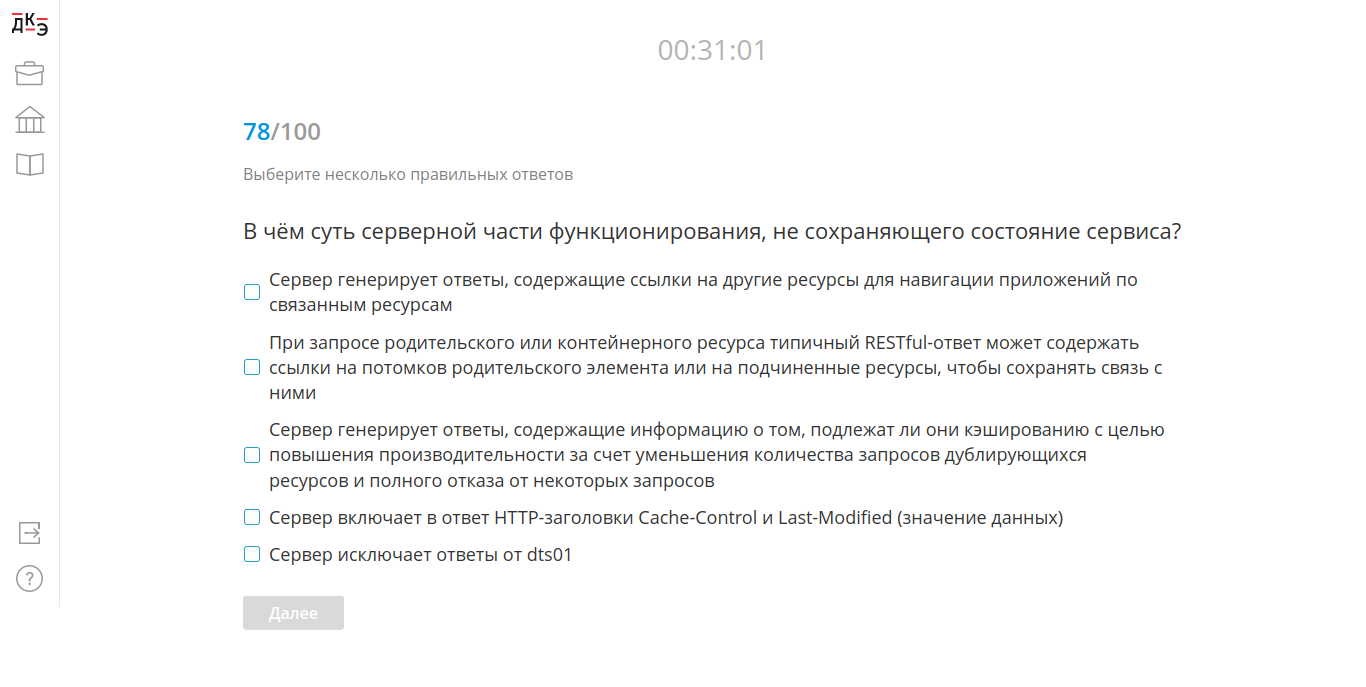 ДКЭ
00:31:01
78/100
Выберите несколько правильных ответов
В чём суть серверной части функционирования, не сохраняющего состояние сервиса?
Сервер генерирует ответы, содержащие ссылки на другие ресурсы для навигации приложений по
связанным ресурсам
При запросе родительского или контейнерного ресурса типичный RESTful-ответ может содержать
ссылки на потомков родительского элемента или на подчиненные ресурсы, чтобы сохранять связь с
ними
Сервер генерирует ответы, содержащие информацию о том, подлежат ли они кэшированию с целью
повышения производительности за счет уменьшения количества запросов дублирующихся
ресурсов и полного отказа от некоторых запросов
Сервер включает в ответ HTTP-заголовки Cache-Control и Last-Modified (значение данных)
Сервер исключает ответы от dts01
?
Далее